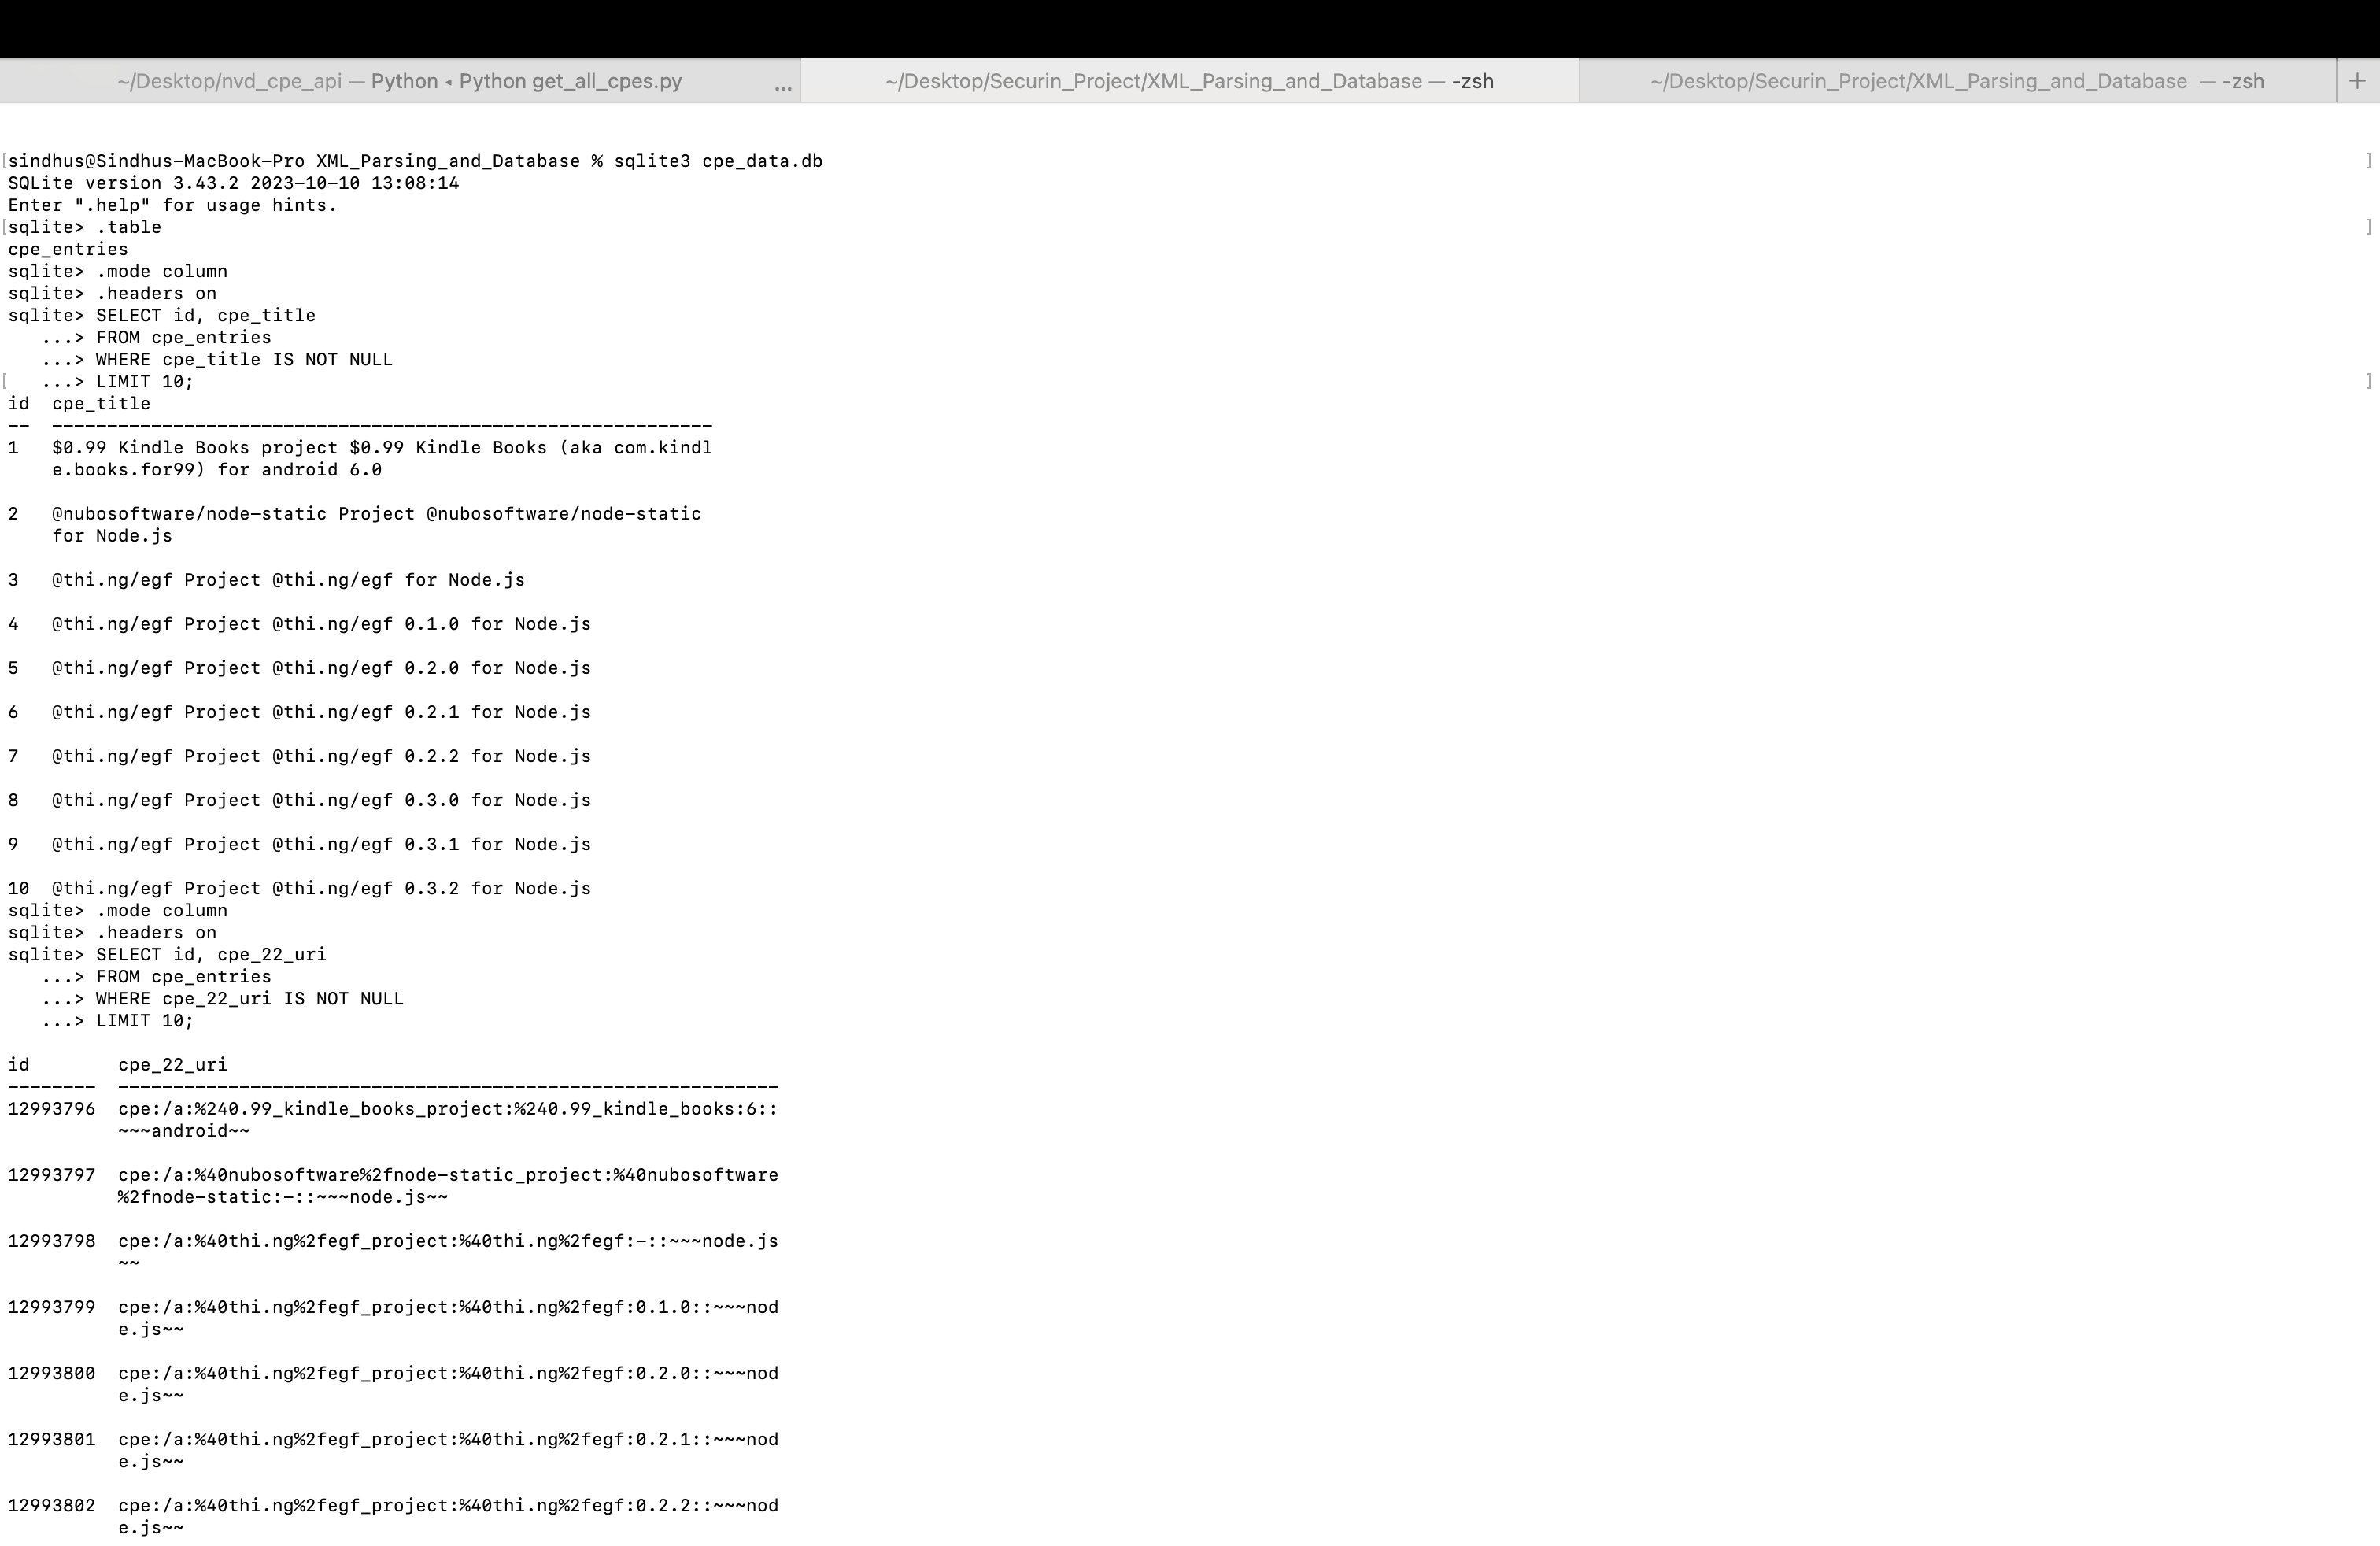 ~/Desktop/nvd_cpe_api — Python ◂ Python get_all_cpes.py ...
~/Desktop/Securin_Project/XML_Parsing_and_Database — -zsh
~/Desktop/Securin_Project/XML_Parsing_and_Database — -zsh +
[sindhus@Sindhus-MacBook-Pro XML_Parsing_and_Database % sqlite3 cpe_data.db ]
SQLite version 3.43.2 2023-10-10 13:08:14
Enter ".help" for usage hints.
[sqlite> .table ]
cpe_entries
sqlite> .mode column
sqlite> .headers on
sqlite> SELECT id, cpe_title
   ...> FROM cpe_entries
   ...> WHERE cpe_title IS NOT NULL
[   ...> LIMIT 10; ]
id  cpe_title
--  ------------------------------------------------------------
1   $0.99 Kindle Books project $0.99 Kindle Books (aka com.kindl
    e.books.for99) for android 6.0
2   @nubosoftware/node-static Project @nubosoftware/node-static
    for Node.js
3   @thi.ng/egf Project @thi.ng/egf for Node.js
4   @thi.ng/egf Project @thi.ng/egf 0.1.0 for Node.js
5   @thi.ng/egf Project @thi.ng/egf 0.2.0 for Node.js
6   @thi.ng/egf Project @thi.ng/egf 0.2.1 for Node.js
7   @thi.ng/egf Project @thi.ng/egf 0.2.2 for Node.js
8   @thi.ng/egf Project @thi.ng/egf 0.3.0 for Node.js
9   @thi.ng/egf Project @thi.ng/egf 0.3.1 for Node.js
10  @thi.ng/egf Project @thi.ng/egf 0.3.2 for Node.js
sqlite> .mode column
sqlite> .headers on
sqlite> SELECT id, cpe_22_uri
   ...> FROM cpe_entries
   ...> WHERE cpe_22_uri IS NOT NULL
   ...> LIMIT 10;
id        cpe_22_uri
--------  ------------------------------------------------------------
12993796  cpe:/a:%240.99_kindle_books_project:%240.99_kindle_books:6::
          ~~~android~~
12993797  cpe:/a:%40nubosoftware%2fnode-static_project:%40nubosoftware
          %2fnode-static:-::~~~node.js~~
12993798  cpe:/a:%40thi.ng%2fegf_project:%40thi.ng%2fegf:-::~~~node.js
          ~~
12993799  cpe:/a:%40thi.ng%2fegf_project:%40thi.ng%2fegf:0.1.0::~~~nod
          e.js~~
12993800  cpe:/a:%40thi.ng%2fegf_project:%40thi.ng%2fegf:0.2.0::~~~nod
          e.js~~
12993801  cpe:/a:%40thi.ng%2fegf_project:%40thi.ng%2fegf:0.2.1::~~~nod
          e.js~~
12993802  cpe:/a:%40thi.ng%2fegf_project:%40thi.ng%2fegf:0.2.2::~~~nod
          e.js~~